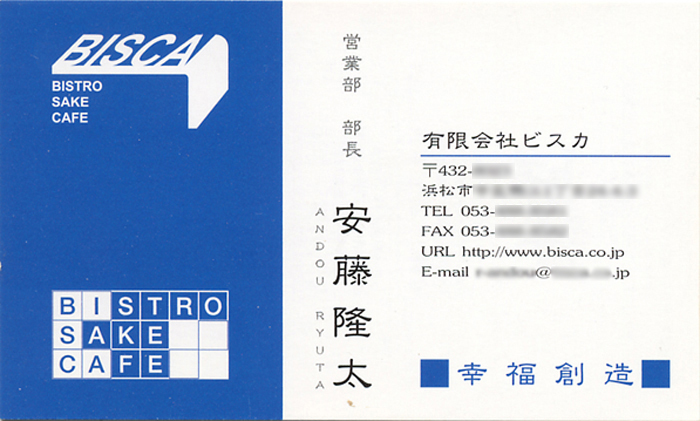 BISCA
BISTRO
SAKE
CAFE
BISTRO
SAKE
CAFE
営業部 部長
安藤隆太
ANDOU RYUTA
有限会社ビスカ
〒432-
浜松市
TEL 053-
FAX 053-
URL http://www.bisca.co.jp
E-mail @ .jp
幸福創造